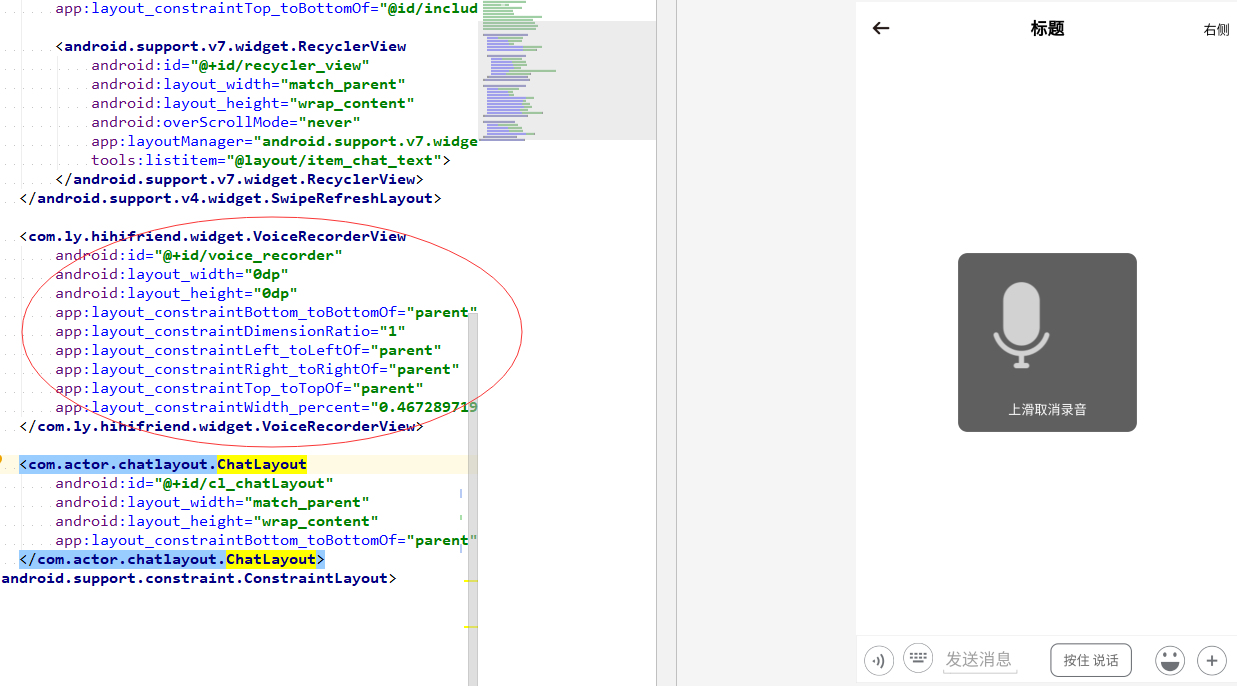 app:layout_constraintTop_toBottomOf="@id/includ
<android.support.v7.widget.RecyclerView
android:id="@+id/recycler_view"
android:layout_width="match_parent"
android:layout_height="wrap_content"
android:overScrollMode="never"
app:layoutManager="android.support.v7.widge
tools:listitem="@layout/item_chat_text">
</android.support.v7.widget.RecyclerView>
</android.support.v4.widget.SwipeRefreshLayout>
<com.ly.hihifriend.widget.VoiceRecorderView
android:id="@+id/voice_recorder"
android:layout_width="0dp"
android:layout_height="0dp"
app:layout_constraintBottom_toBottomOf="parent"
app:layout_constraintDimensionRatio="1"
app:layout_constraintLeft_toLeftOf="parent"
app:layout_constraintRight_toRightOf="parent"
app:layout_constraintTop_toTopOf="parent"
app:layout_constraintWidth_percent="0.467289719
</com.ly.hihifriend.widget.VoiceRecorderView>
<com.actor.chatlayout.ChatLayout
android:id="@+id/cl_chatLayout"
android:layout_width="match_parent"
android:layout_height="wrap_content"
app:layout_constraintBottom_toBottomOf="parent"
</com.actor.chatlayout.ChatLayout>
android.support.constraint.ConstraintLayout>
标题
右侧
上滑取消录音
发送消息
按住 说话